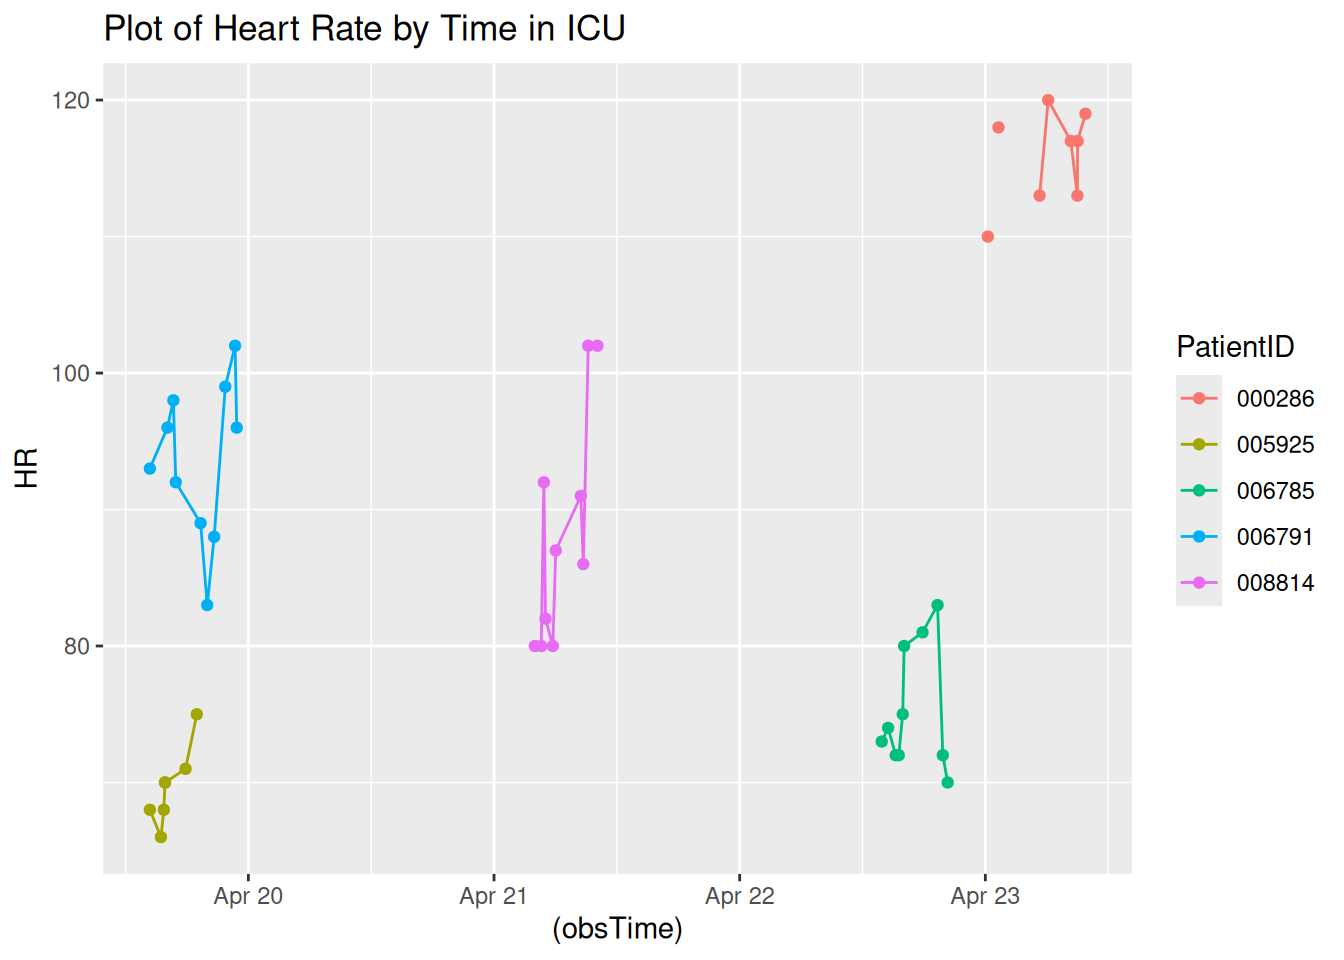 Plot of Heart Rate by Time in ICU
120
100
80
HR
Apr 20
Apr 21
Apr 22
Apr 23
(obsTime)
PatientID
000286
005925
006785
006791
008814